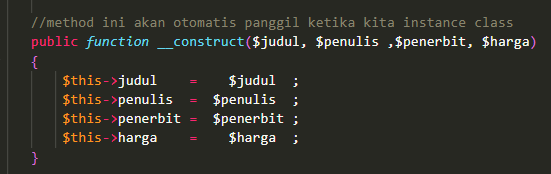 //method ini akan otomatis panggil ketika kita instance class
public function __construct($judul, $penulis ,$penerbit, $harga)
{
$this->judul    =    $judul  ;
$this->penulis  =  $penulis  ;
$this->penerbit =  $penerbit ;
$this->harga    =    $harga  ;
}